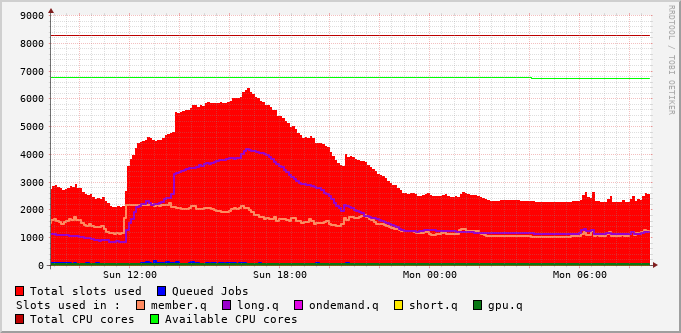 9000
8000
7000
6000
5000
4000
3000
2000
1000
0
Sun 12:00 Sun 18:00 Mon 00:00 Mon 06:00
RRDTOOL / TOBI OETIKER
Total slots used Queued Jobs
Slots used in : member.q long.q ondemand.q short.q gpu.q
Total CPU cores Available CPU cores